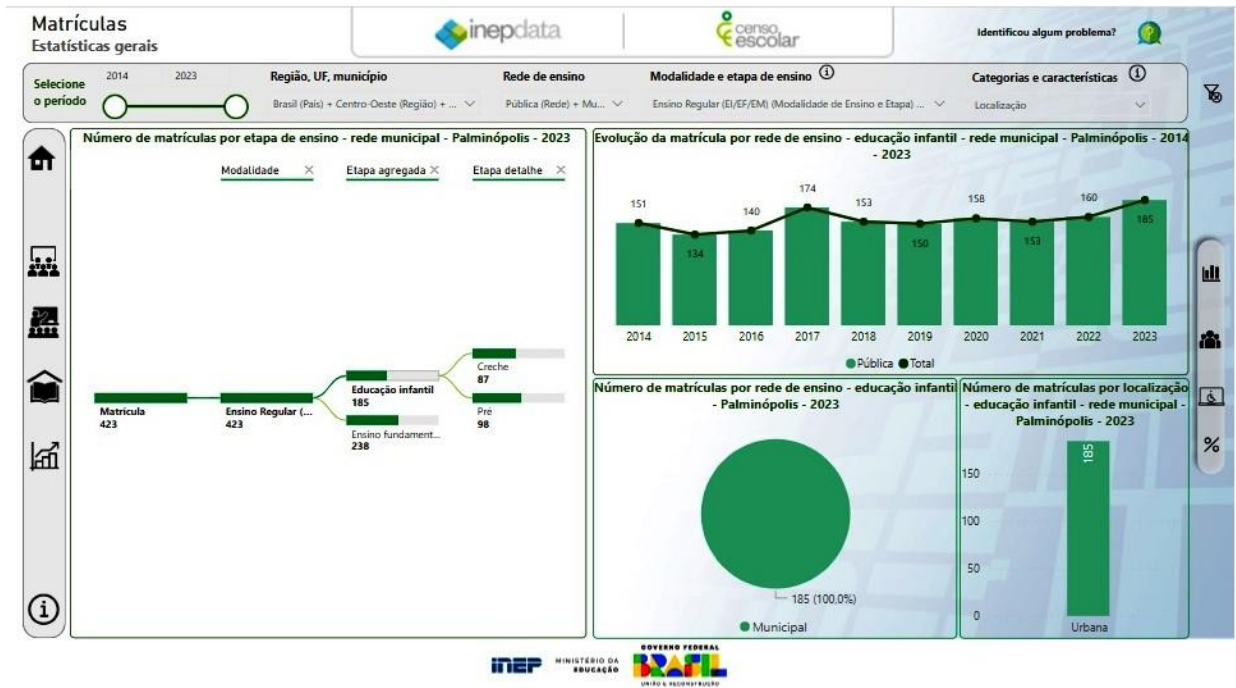 Matrículas
Estatísticas gerais
inepdata
censo
escolar
Identificou algum problema?
Selecione
o período
2014 2023
Região, UF, município
Brasil (País) + Centro-Oeste (Região) + ...
Rede de ensino
Pública (Rede) + Mu...
Modalidade e etapa de ensino
Ensino Regular (EI/EF/EM) (Modalidade de Ensino e Etapa) ...
Categorias e características
Localização
Número de matrículas por etapa de ensino - rede municipal - Palminópolis - 2023
Modalidade × Etapa agregada × Etapa detalhe ×
Matrícula
423
Ensino Regular (...
423
Educação infantil
185
Ensino fundament...
238
Creche
87
Pré
98
Evolução da matrícula por rede de ensino - educação infantil - rede municipal - Palminópolis - 2014
- 2023
151 134 140 174 153 150 158 153 160 185
2014 2015 2016 2017 2018 2019 2020 2021 2022 2023
Pública Total
Número de matrículas por rede de ensino - educação infantil
- Palminópolis - 2023
185 (100,0%)
Municipal
Número de matrículas por localização
- educação infantil - rede municipal -
Palminópolis - 2023
185
150
100
50
0
Urbana
%
i
inep
MINISTÉRIO DA
EDUCAÇÃO
GOVERNO FEDERAL
BRASIL
UNIÃO E RECONSTRUÇÃO